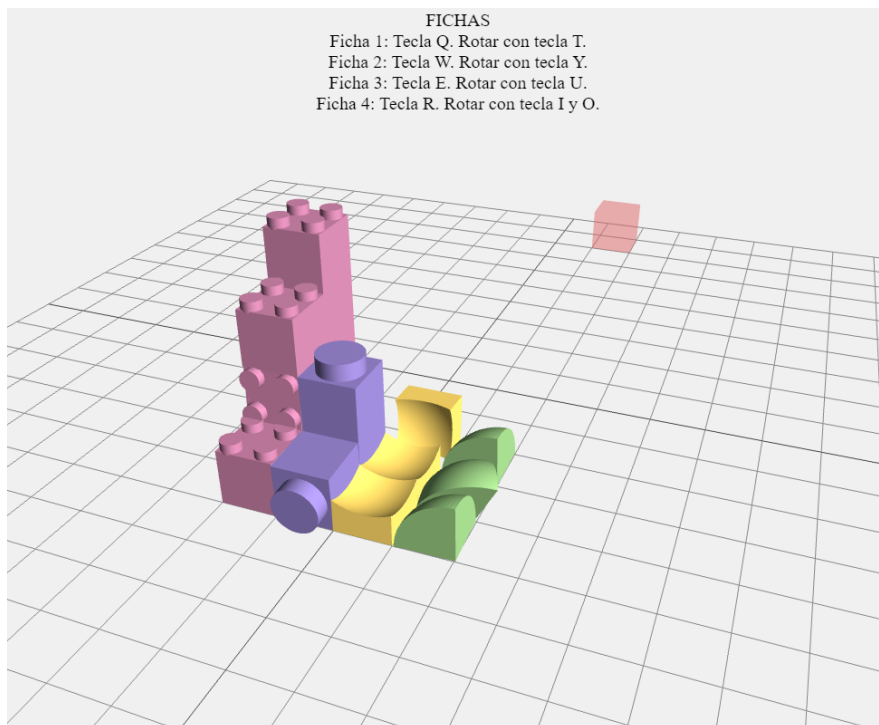 FICHAS
Ficha 1: Tecla Q. Rotar con tecla T.
Ficha 2: Tecla W. Rotar con tecla Y.
Ficha 3: Tecla E. Rotar con tecla U.
Ficha 4: Tecla R. Rotar con tecla I y O.